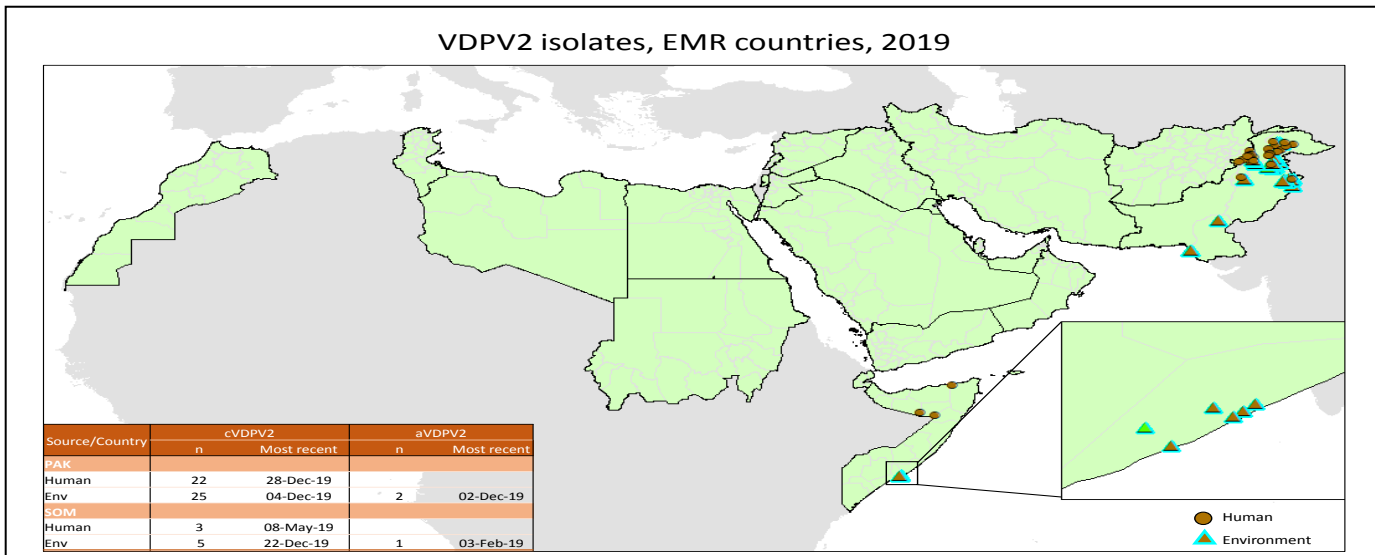 VDPV2 isolates, EMR countries, 2019
Source/Country cVDPV2 aVDPV2
n Most recent n Most recent
PAK
Human 22 28-Dec-19
Env 25 04-Dec-19 2 02-Dec-19
SOM
Human 3 08-May-19
Env 5 22-Dec-19 1 03-Feb-19
Human
Environment